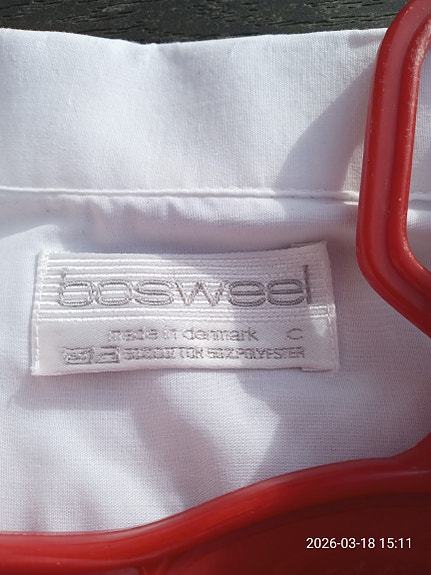 bosweel
made in denmark C
50% COTTON 50% POLYESTER
2026-03-18 15:11